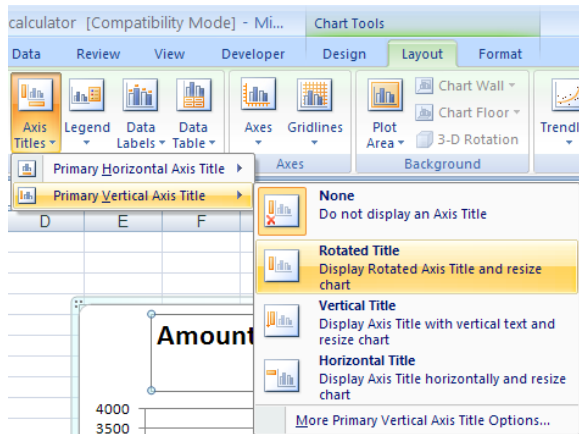 calculator [Compatibility Mode] - Mi...
Chart Tools
Data Review View Developer Design Layout Format
Axis Titles
Legend
Data Labels
Data Table
Axes
Gridlines
Plot Area
Chart Wall
Chart Floor
3-D Rotation
Axes
Primary Horizontal Axis Title
Primary Vertical Axis Title
None
Do not display an Axis Title
Rotated Title
Display Rotated Axis Title and resize
chart
Vertical Title
Display Axis Title with vertical text and
resize chart
Horizontal Title
Display Axis Title horizontally and resize
chart
More Primary Vertical Axis Title Options...
D E F
Amount
4000
3500